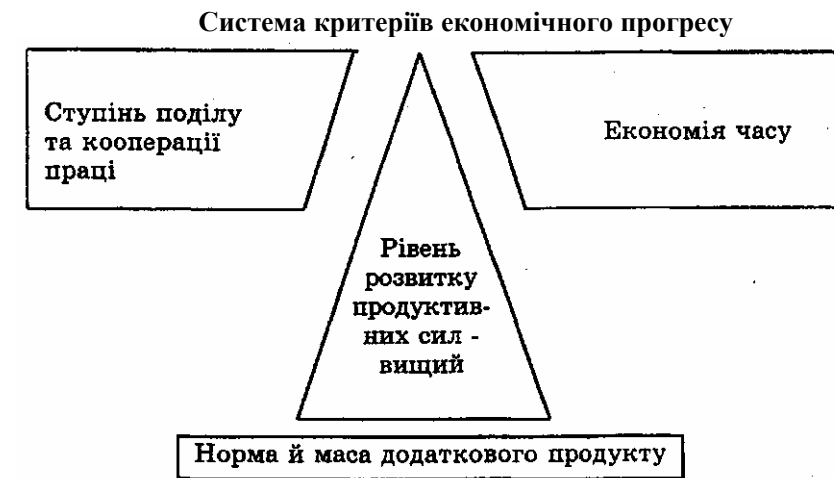 Система критеріїв економічного прогресу
Ступінь поділу
та кооперації
праці
Економія часу
Рівень
розвитку
продуктив-
них сил -
вищий
Норма й маса додаткового продукту